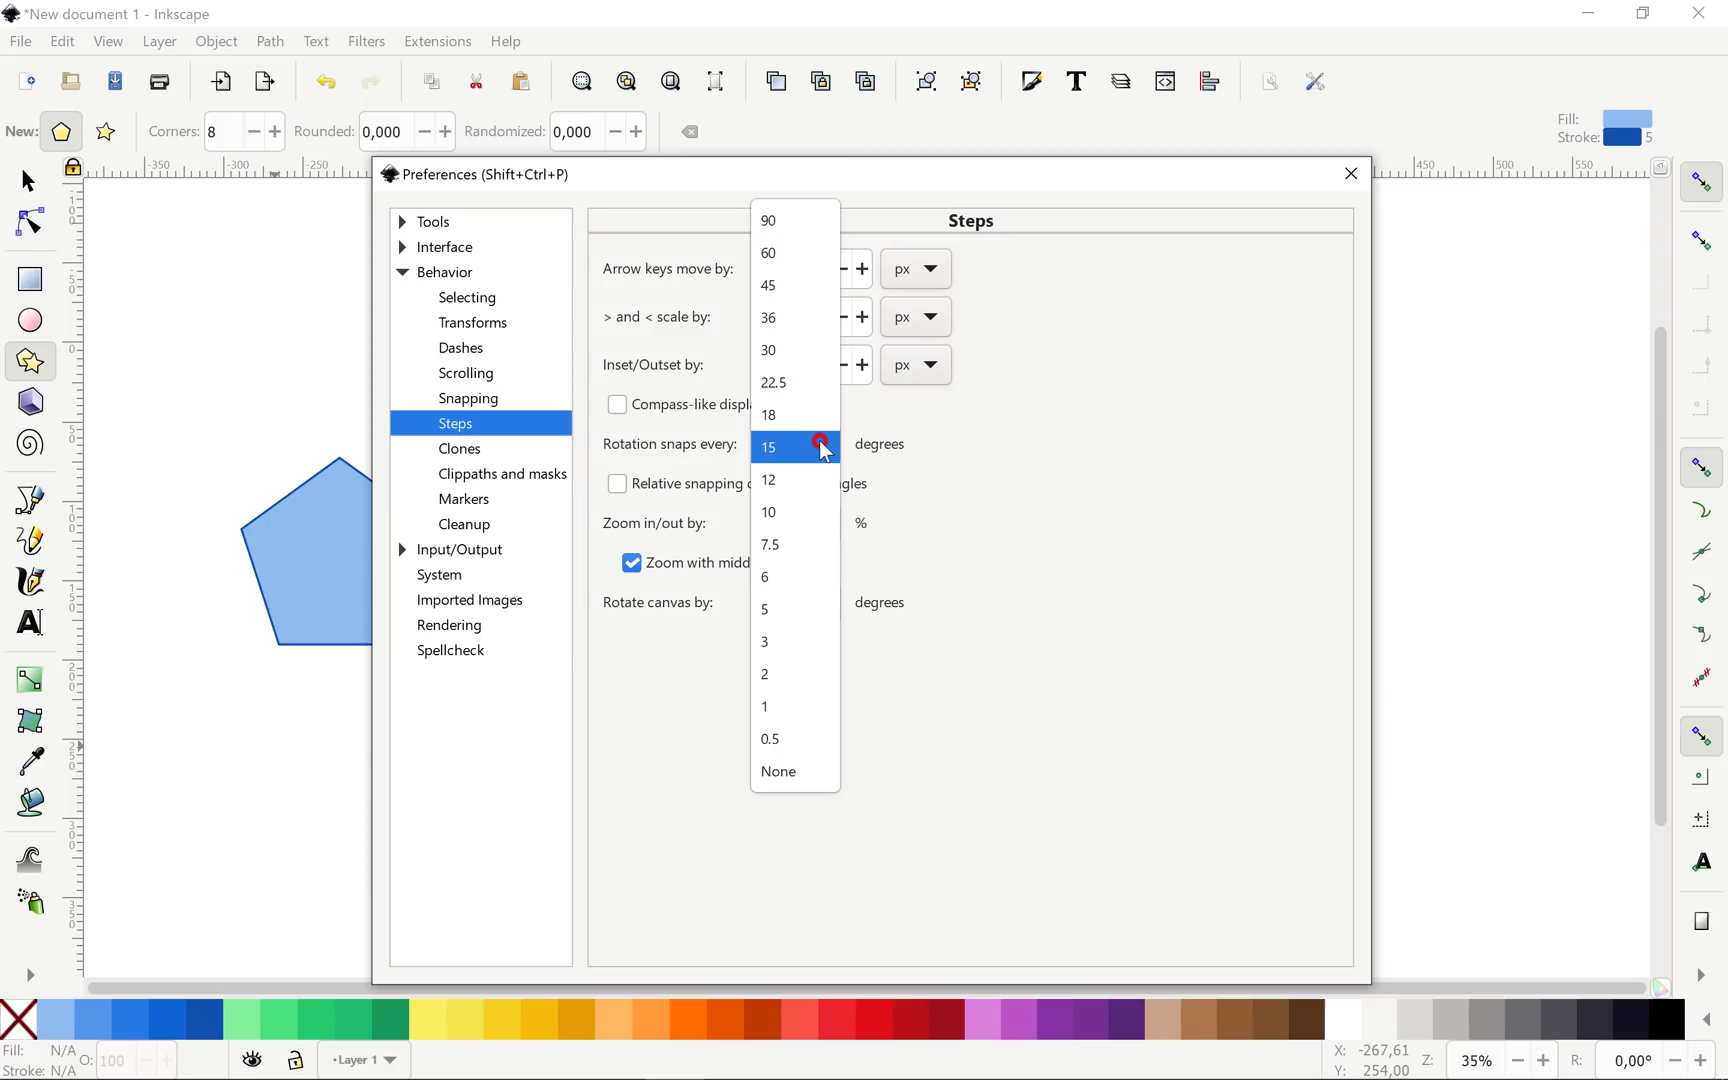 *New document 1 - Inkscape
File Edit View Layer Object Path Text Filters Extensions Help
New: Corners: 8 Rounded: 0,000 Randomized: 0,000
Fill:
Stroke: 5
-350 -300 -250 450 500 550
Preferences (Shift+Ctrl+P)
Tools
Interface
Behavior
Selecting
Transforms
Dashes
Scrolling
Snapping
Steps
Clones
Clippaths and masks
Markers
Cleanup
Input/Output
System
Imported Images
Rendering
Spellcheck
Steps
Arrow keys move by: px
> and < scale by: px
Inset/Outset by: px
Compass-like displ
Rotation snaps every: degrees
Relative snapping gles
Zoom in/out by: %
Zoom with midd
Rotate canvas by: degrees
90
60
45
36
30
22.5
18
15
12
10
7.5
6
5
3
2
1
0.5
None
Fill: N/A
Stroke: N/A
O: 100
Layer 1
X: -267,61
Y: 254,00
Z: 35% R: 0,00°